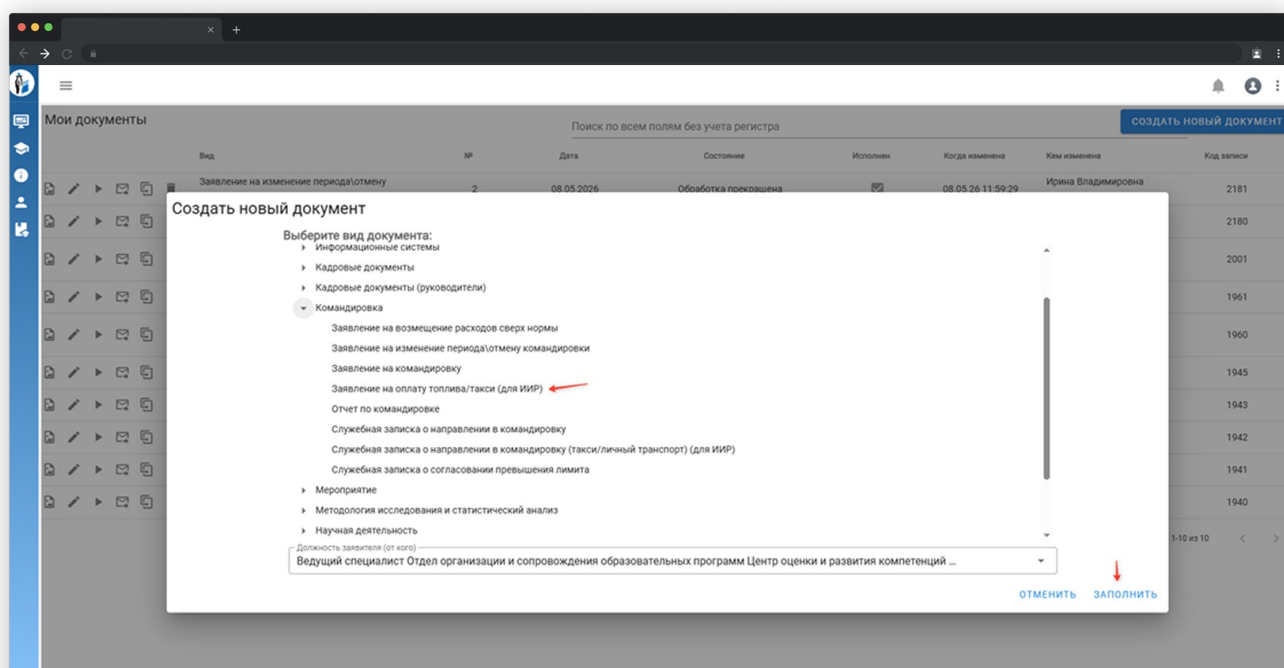 Мои документы
Поиск по всем полям без учета регистра
СОЗДАТЬ НОВЫЙ ДОКУМЕНТ
Вид № Дата Состояние Исполнен Когда изменена Кем изменена Код записи
Заявление на изменение периода\отмену 2 08.05.2026 Обработка прекращена 08.05.26 11:59:29 Ирина Владимировна 2181
2180
2001
1961
1960
1945
1943
1942
1941
1940
1-10 из 10
Создать новый документ
Выберите вид документа:
Информационные системы
Кадровые документы
Кадровые документы (руководители)
Командировка
Заявление на возмещение расходов сверх нормы
Заявление на изменение периода\отмену командировки
Заявление на командировку
Заявление на оплату топлива/такси (для ИИР)
Отчет по командировке
Служебная записка о направлении в командировку
Служебная записка о направлении в командировку (такси/личный транспорт) (для ИИР)
Служебная записка о согласовании превышения лимита
Мероприятие
Методология исследования и статистический анализ
Научная деятельность
Должность заявителя (от кого)
Ведущий специалист Отдел организации и сопровождения образовательных программ Центр оценки и развития компетенций ...
ОТМЕНИТЬ ЗАПОЛНИТЬ